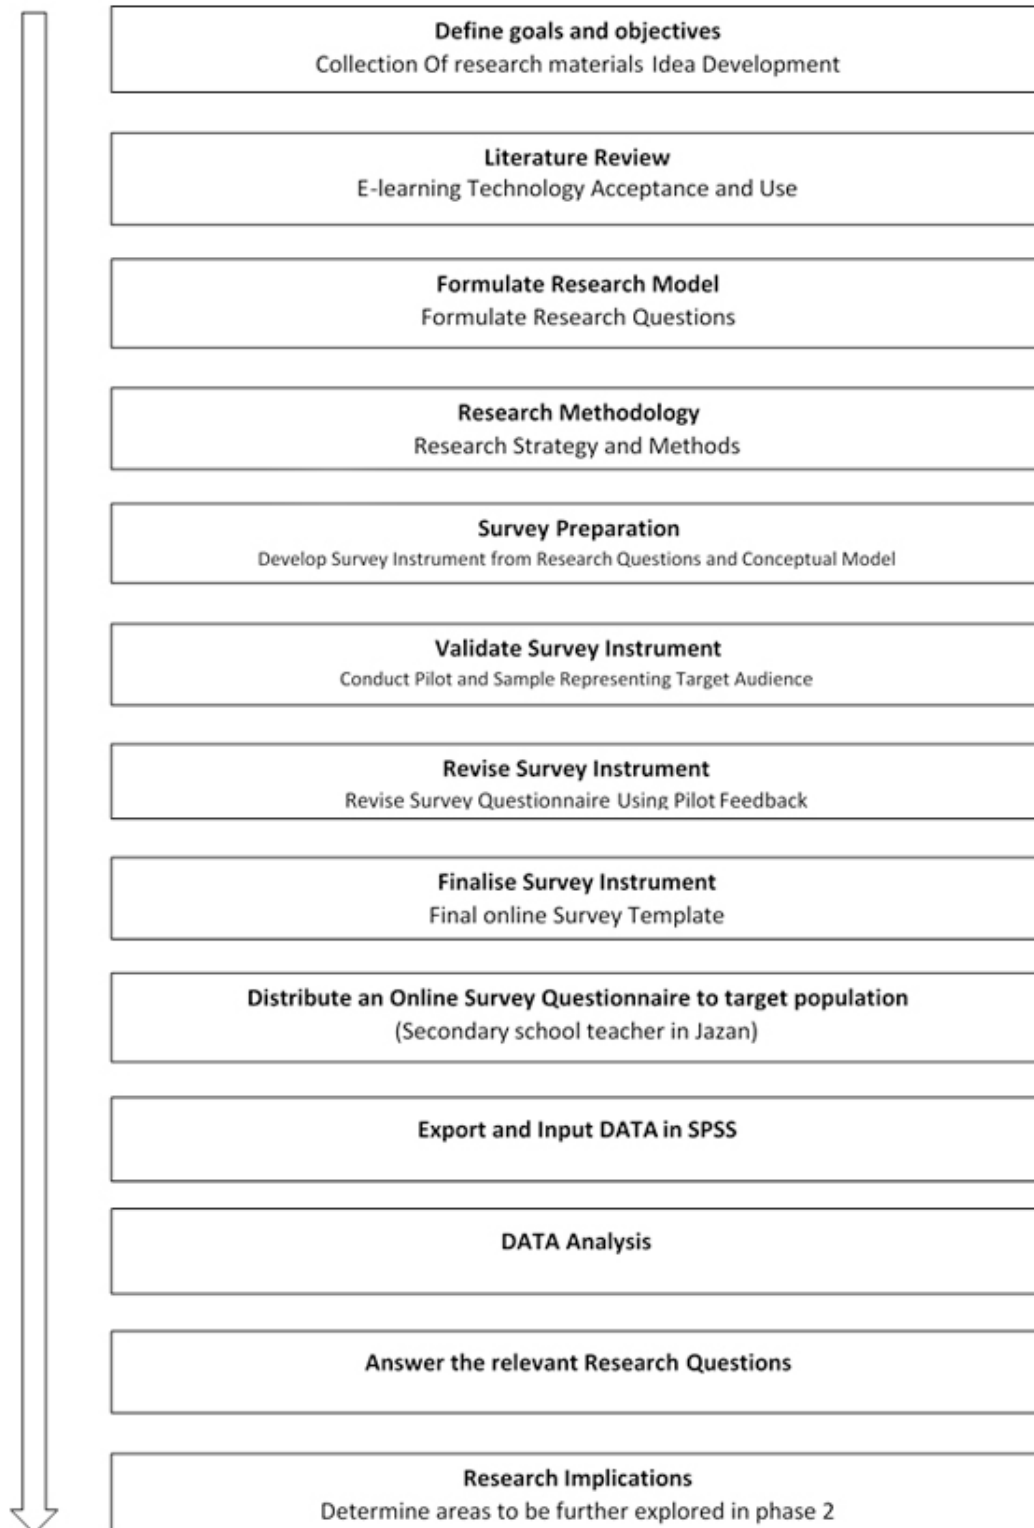 Define goals and objectives
Collection Of research materials Idea Development
Literature Review
E-learning Technology Acceptance and Use
Formulate Research Model
Formulate Research Questions
Research Methodology
Research Strategy and Methods
Survey Preparation
Develop Survey Instrument from Research Questions and Conceptual Model
Validate Survey Instrument
Conduct Pilot and Sample Representing Target Audience
Revise Survey Instrument
Revise Survey Questionnaire Using Pilot Feedback
Finalise Survey Instrument
Final online Survey Template
Distribute an Online Survey Questionnaire to target population
(Secondary school teacher in Jazan)
Export and Input DATA in SPSS
DATA Analysis
Answer the relevant Research Questions
Research Implications
Determine areas to be further explored in phase 2